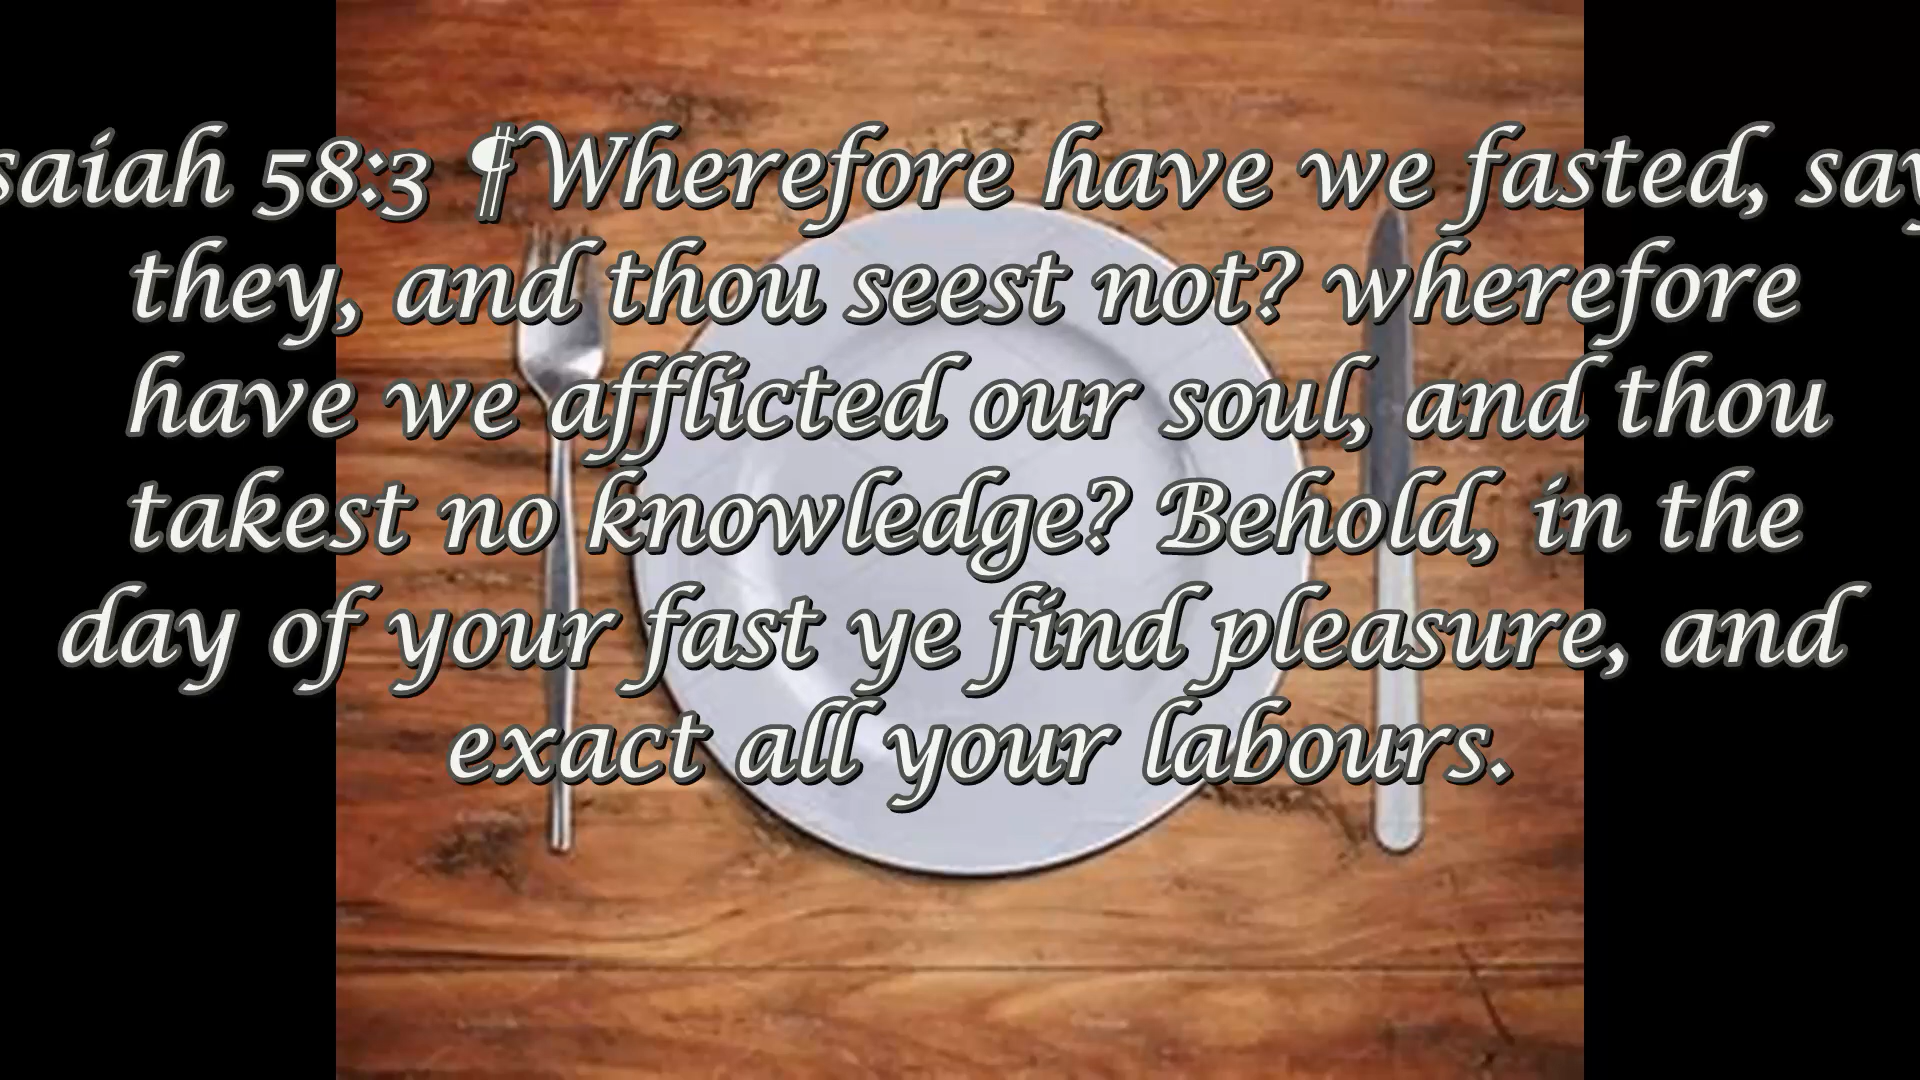 saiah 58:3 ¶Wherefore have we fasted, say
they, and thou seest not? wherefore
have we afflicted our soul, and thou
takest no knowledge? Behold, in the
day of your fast ye find pleasure, and
exact all your labours.